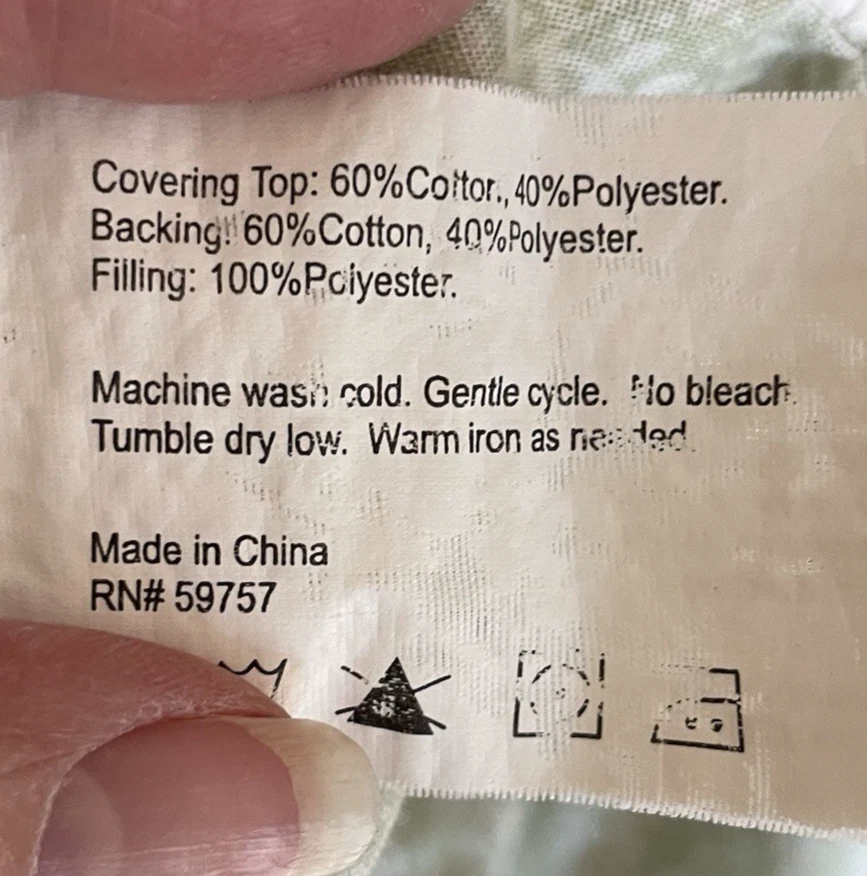 Covering Top: 60%Cotton, 40%Polyester.
Backing: 60%Cotton, 40%Polyester.
Filling: 100%Polyester.
Machine wash cold. Gentle cycle. No bleach.
Tumble dry low. Warm iron as needed.
Made in China
RN# 59757